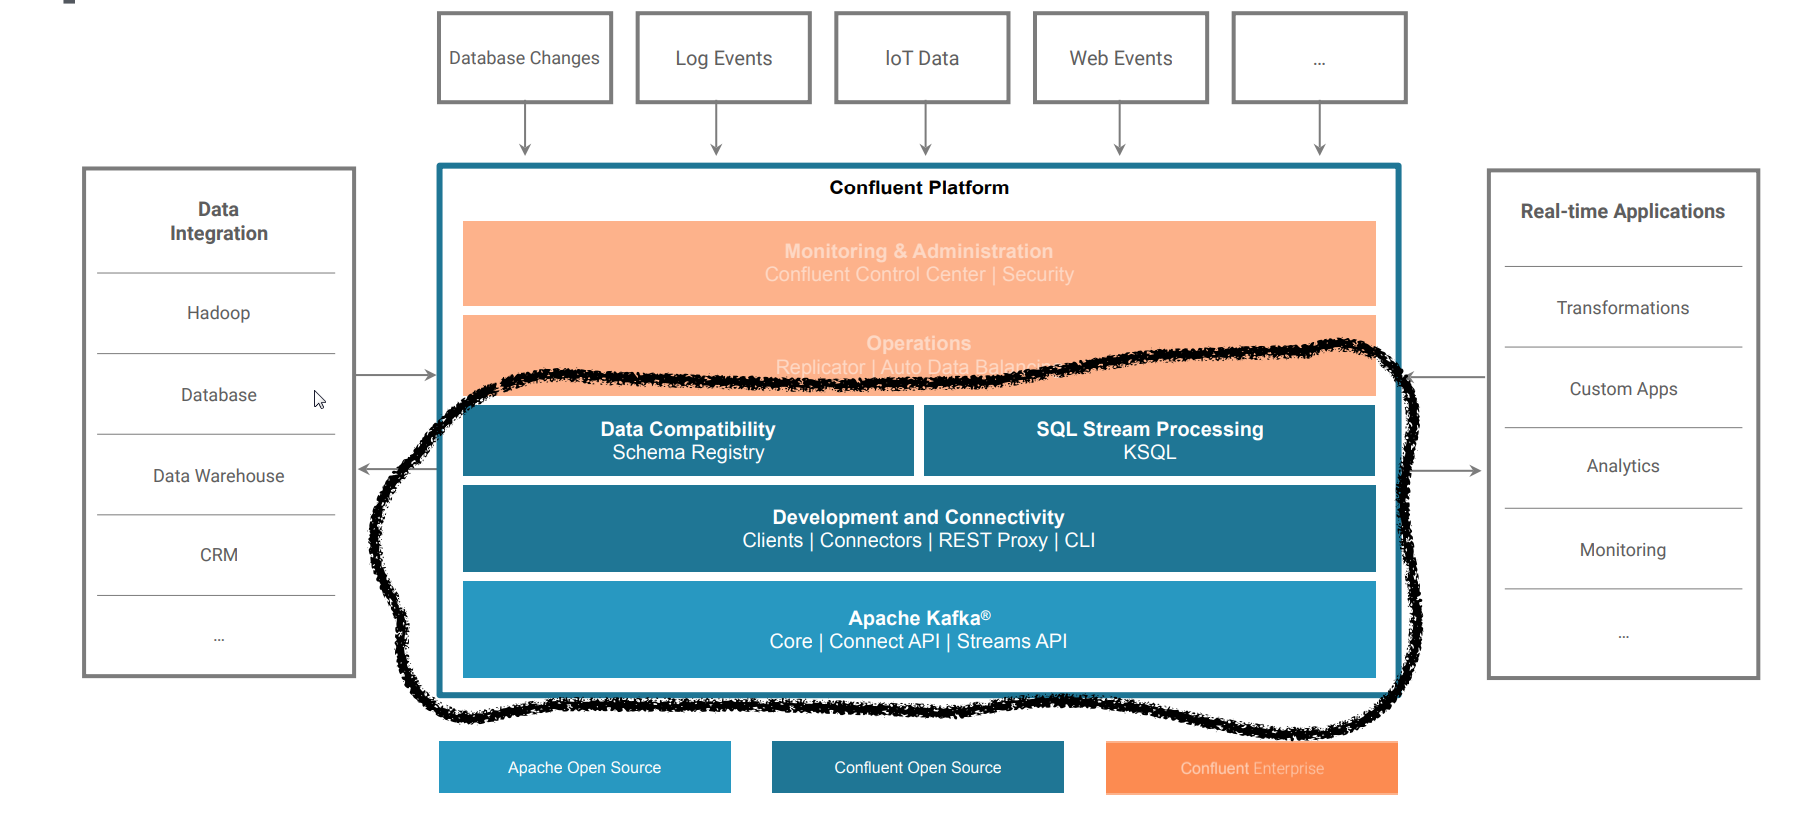 Database Changes
Log Events
IoT Data
Web Events
...
Data
Integration
Hadoop
Database
Data Warehouse
CRM
...
Confluent Platform
Monitoring & Administration
Confluent Control Center | Security
Operations
Replicator | Auto Data
Data Compatibility
Schema Registry
SQL Stream Processing
KSQL
Development and Connectivity
Clients | Connectors | REST Proxy | CLI
Apache Kafka®
Core | Connect API | Streams API
Real-time Applications
Transformations
Custom Apps
Analytics
Monitoring
...
Apache Open Source
Confluent Open Source
Confluent Enterprise